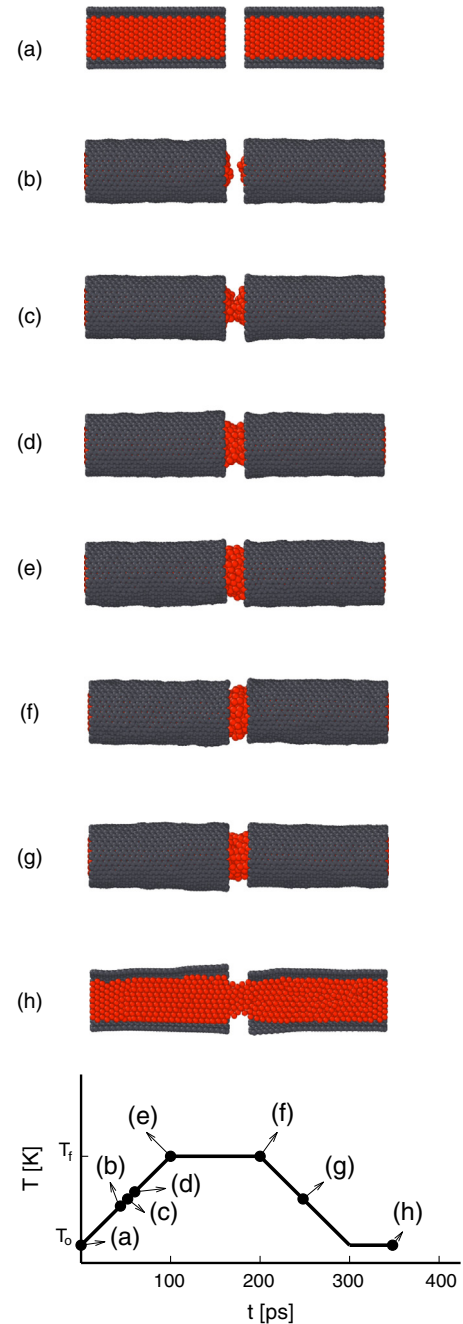 (a)
(b)
(c)
(d)
(e)
(f)
(g)
(h)
T [K]
T_f
T_o
(e)
(f)
(b)
(d)
(c)
(g)
(a)
(h)
100 200 300 400
t [ps]